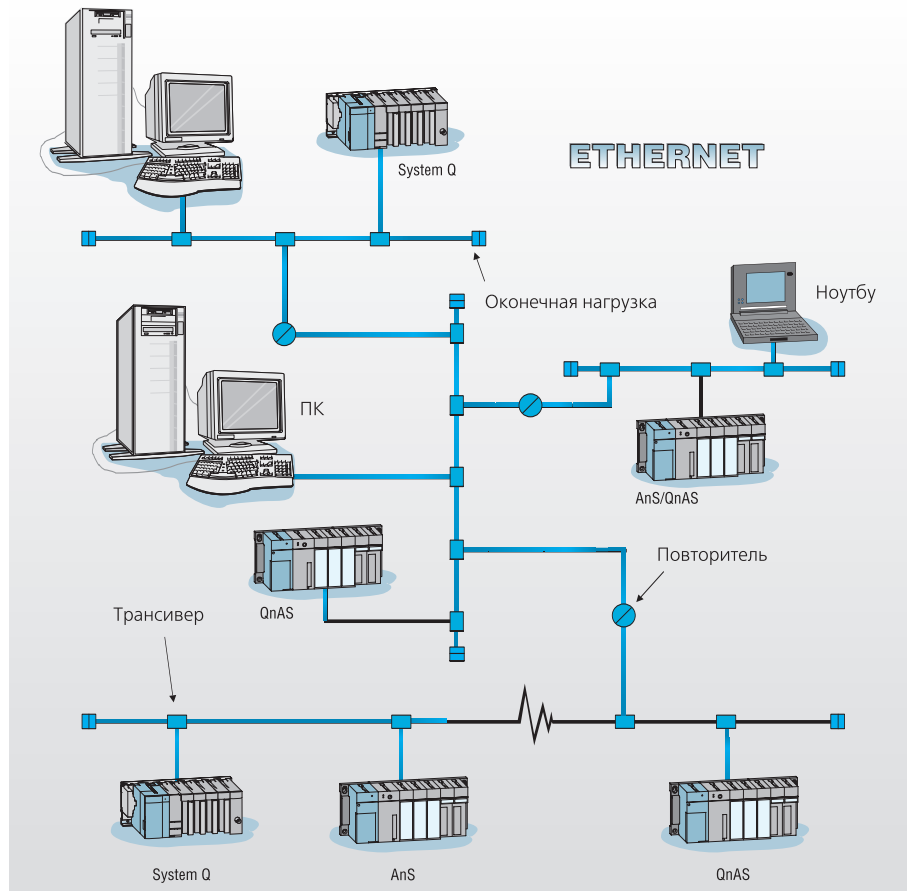 System Q
ETHERNET
Оконечная нагрузка
Ноутбу
ПК
AnS/QnAS
Повторитель
QnAS
Трансивер
System Q
AnS
QnAS